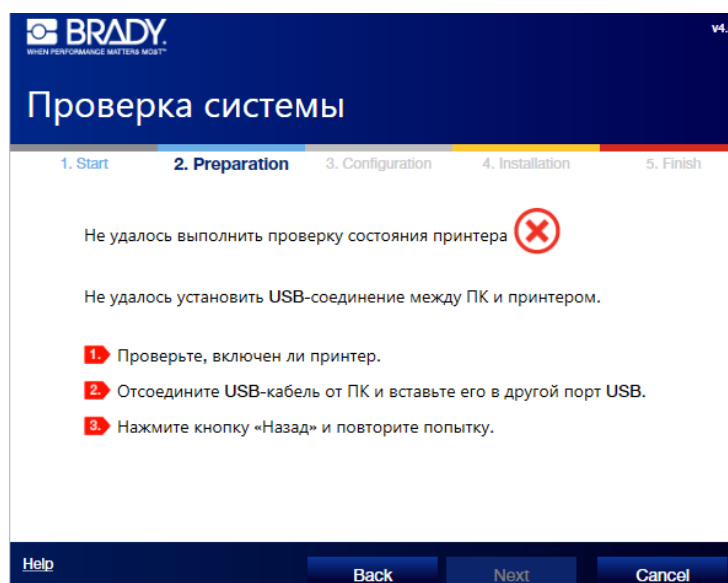 BRADY.
WHEN PERFORMANCE MATTERS MOST™
v4.
Проверка системы
1. Start
2. Preparation
3. Configuration
4. Installation
5. Finish
Не удалось выполнить проверку состояния принтера
Не удалось установить USB-соединение между ПК и принтером.
1. Проверьте, включен ли принтер.
2. Отсоедините USB-кабель от ПК и вставьте его в другой порт USB.
3. Нажмите кнопку «Назад» и повторите попытку.
Help
Back
Next
Cancel